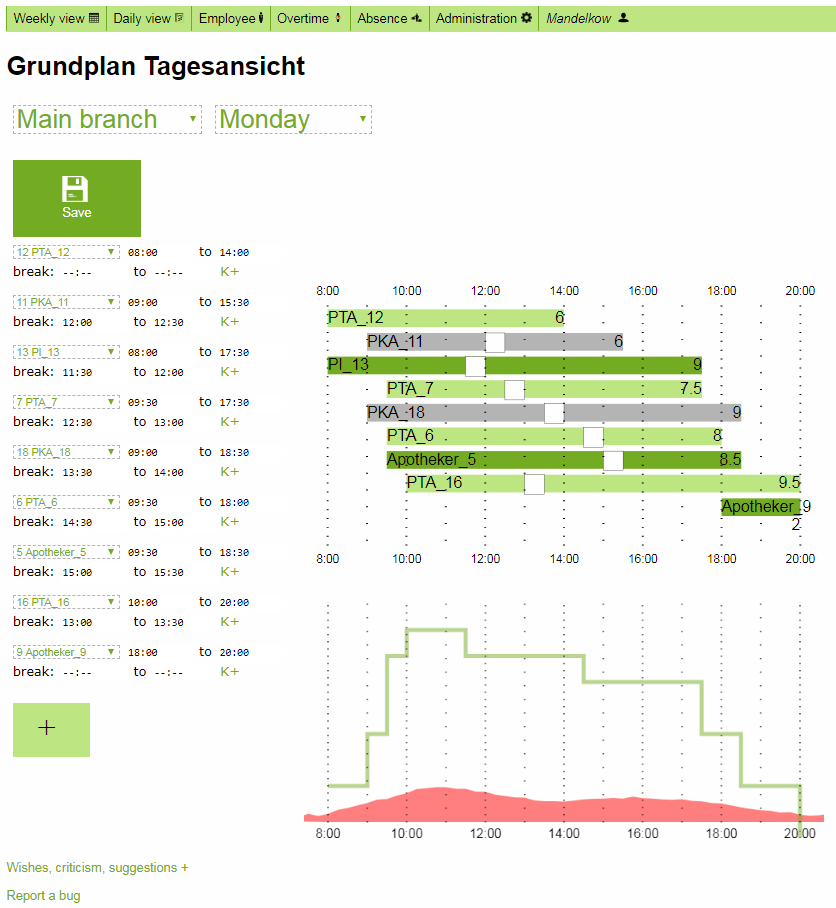 Weekly view Daily view Employee Overtime Absence Administration Mandelkow
Grundplan Tagesansicht
Main branch Monday
Save
12 PTA_12 08:00 to 14:00
break: --:-- to --:-- K+
11 PKA_11 09:00 to 15:30
break: 12:00 to 12:30 K+
13 PI_13 08:00 to 17:30
break: 11:30 to 12:00 K+
7 PTA_7 09:30 to 17:30
break: 12:30 to 13:00 K+
18 PKA_18 09:00 to 18:30
break: 13:30 to 14:00 K+
6 PTA_6 09:30 to 18:00
break: 14:30 to 15:00 K+
5 Apotheker_5 09:30 to 18:30
break: 15:00 to 15:30 K+
16 PTA_16 10:00 to 20:00
break: 13:00 to 13:30 K+
9 Apotheker_9 18:00 to 20:00
break: --:-- to --:-- K+
+
8:00 10:00 12:00 14:00 16:00 18:00 20:00
PTA_12 6
PKA_11 6
PI_13 9
PTA_7 7.5
PKA_18 9
PTA_6 8
Apotheker_5 8.5
PTA_16 9.5
Apotheker_9
2
8:00 10:00 12:00 14:00 16:00 18:00 20:00
8:00 10:00 12:00 14:00 16:00 18:00 20:00
Wishes, criticism, suggestions +
Report a bug